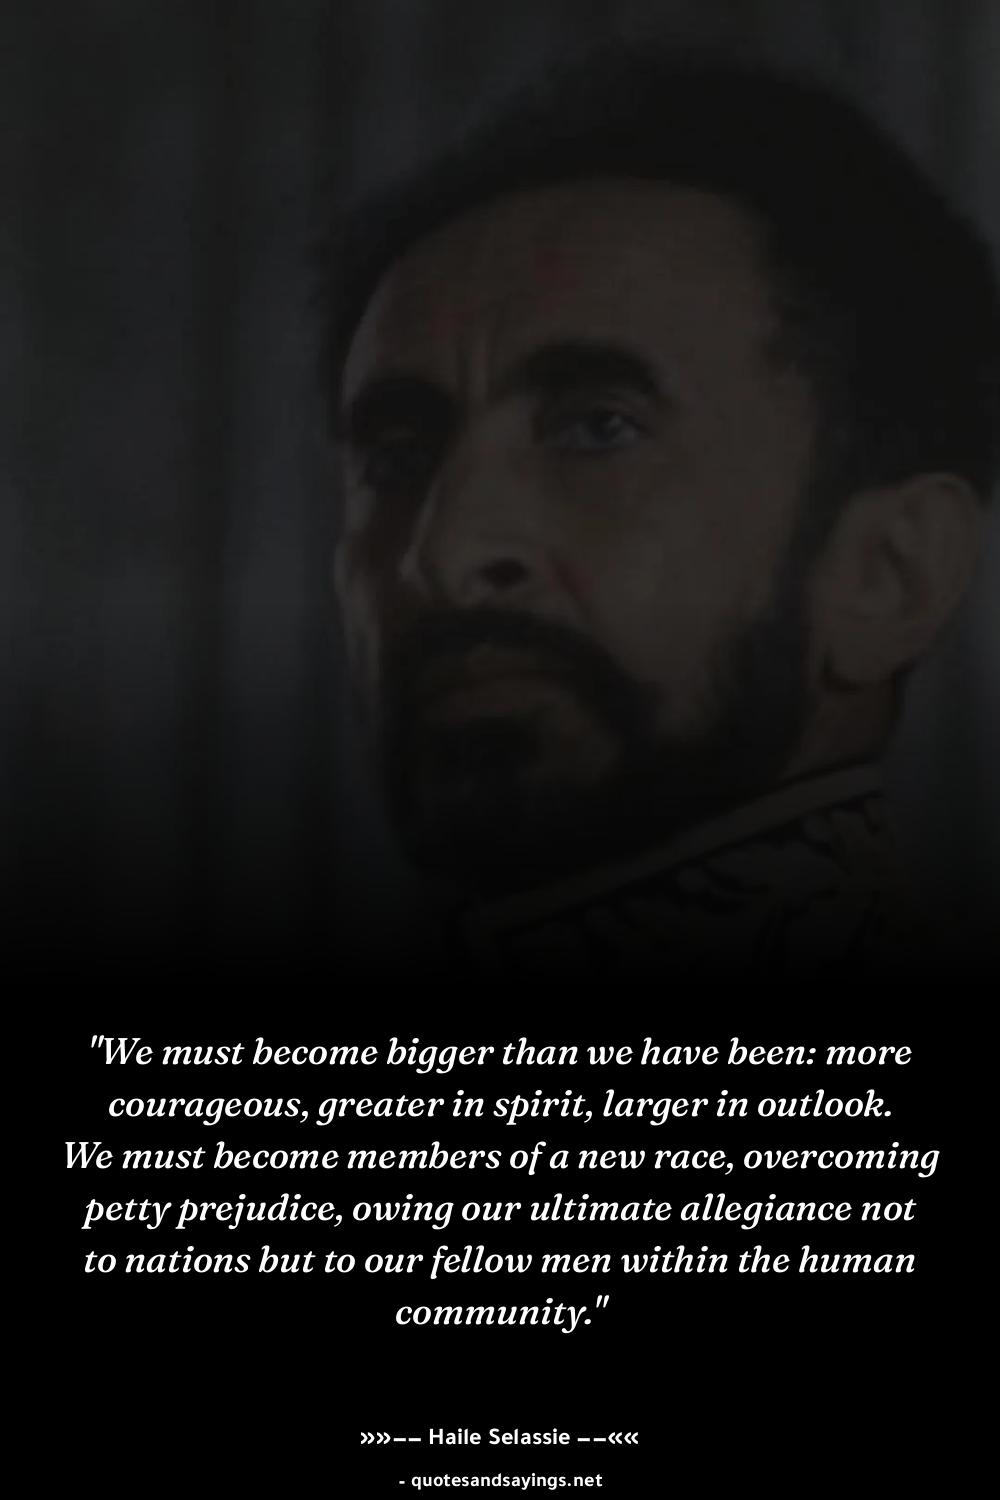 "We must become bigger than we have been: more
courageous, greater in spirit, larger in outlook.
We must become members of a new race, overcoming
petty prejudice, owing our ultimate allegiance not
to nations but to our fellow men within the human
community."
»»–– Haile Selassie ––««
- quotesandsayings.net